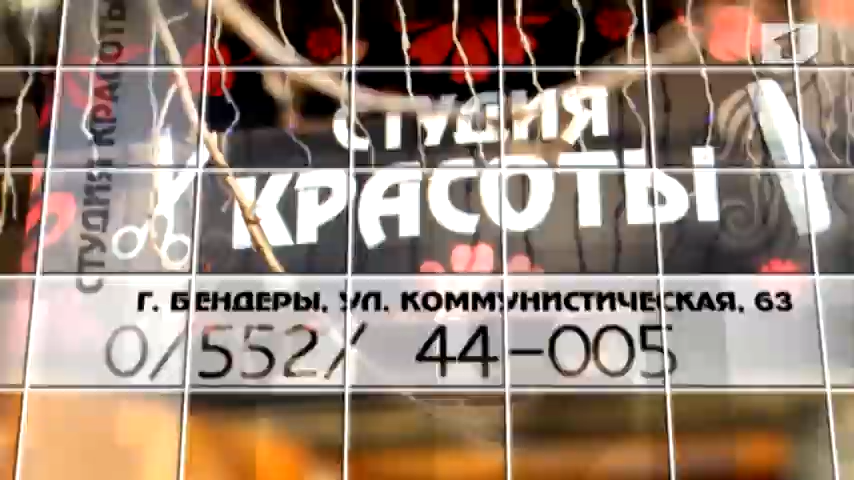 СТУДИЯ КРАСОТЫ
СТУДИЯ
КРАСОТЫ
Г. БЕНДЕРЫ, УЛ. КОММУНИСТИЧЕСКАЯ, 63
0/552/ 44-005